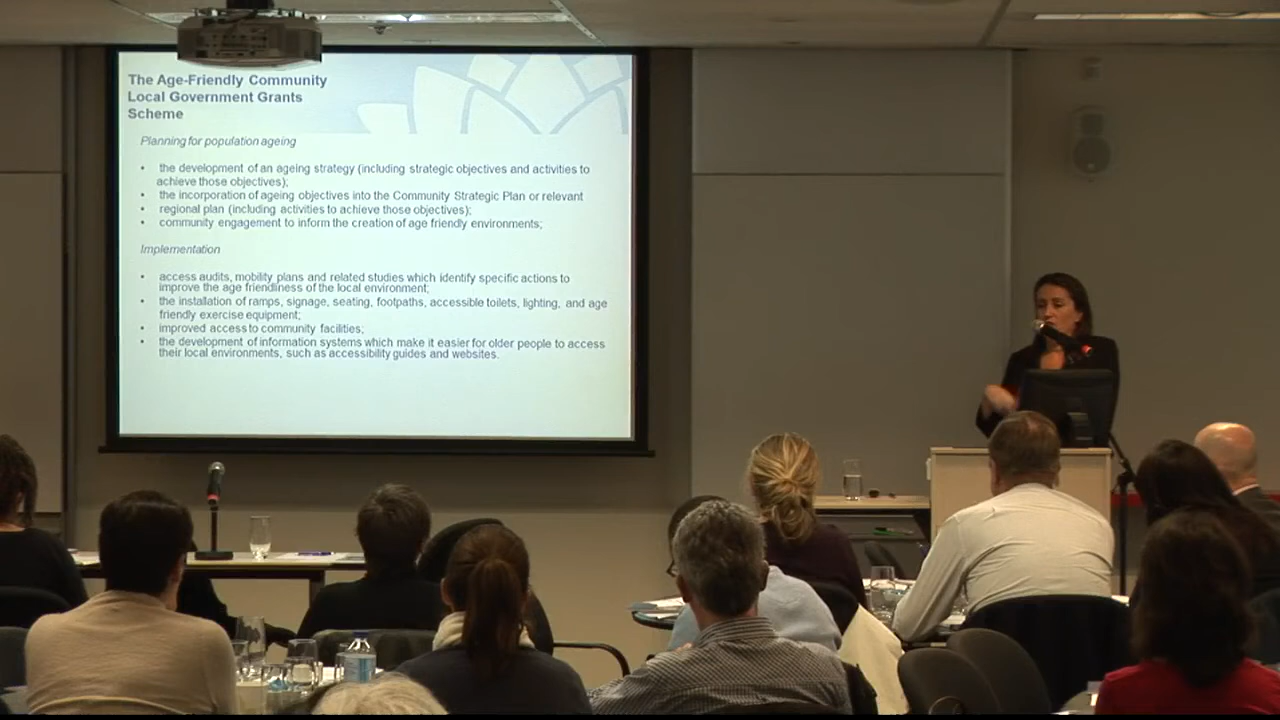 The Age-Friendly Community
Local Government Grants
Scheme
Planning for population ageing
• the development of an ageing strategy (including strategic objectives and activities to
achieve those objectives);
• the incorporation of ageing objectives into the Community Strategic Plan or relevant
• regional plan (including activities to achieve those objectives);
• community engagement to inform the creation of age friendly environments;
Implementation
• access audits, mobility plans and related studies which identify specific actions to
improve the age friendliness of the local environment;
• the installation of ramps, signage, seating, footpaths, accessible toilets, lighting, and age
friendly exercise equipment;
• improved access to community facilities;
• the development of information systems which make it easier for older people to access
their local environments, such as accessibility guides and websites.